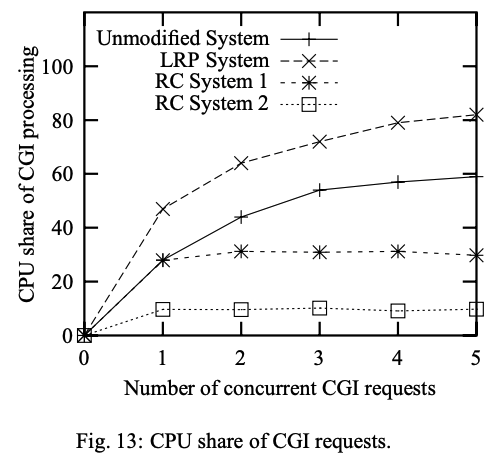 Unmodified System
LRP System
RC System 1
RC System 2
CPU share of CGI processing
100
80
60
40
20
0
0 1 2 3 4 5
Number of concurrent CGI requests
Fig. 13: CPU share of CGI requests.